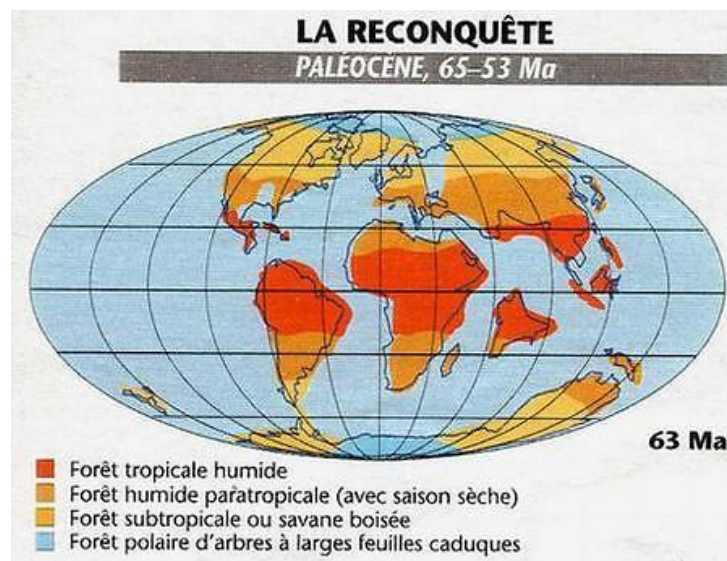 LA RECONQUÊTE
PALÉOCÈNE, 65–53 Ma
63 Ma
Forêt tropicale humide
Forêt humide paratropicale (avec saison sèche)
Forêt subtropicale ou savane boisée
Forêt polaire d'arbres à larges feuilles caduques